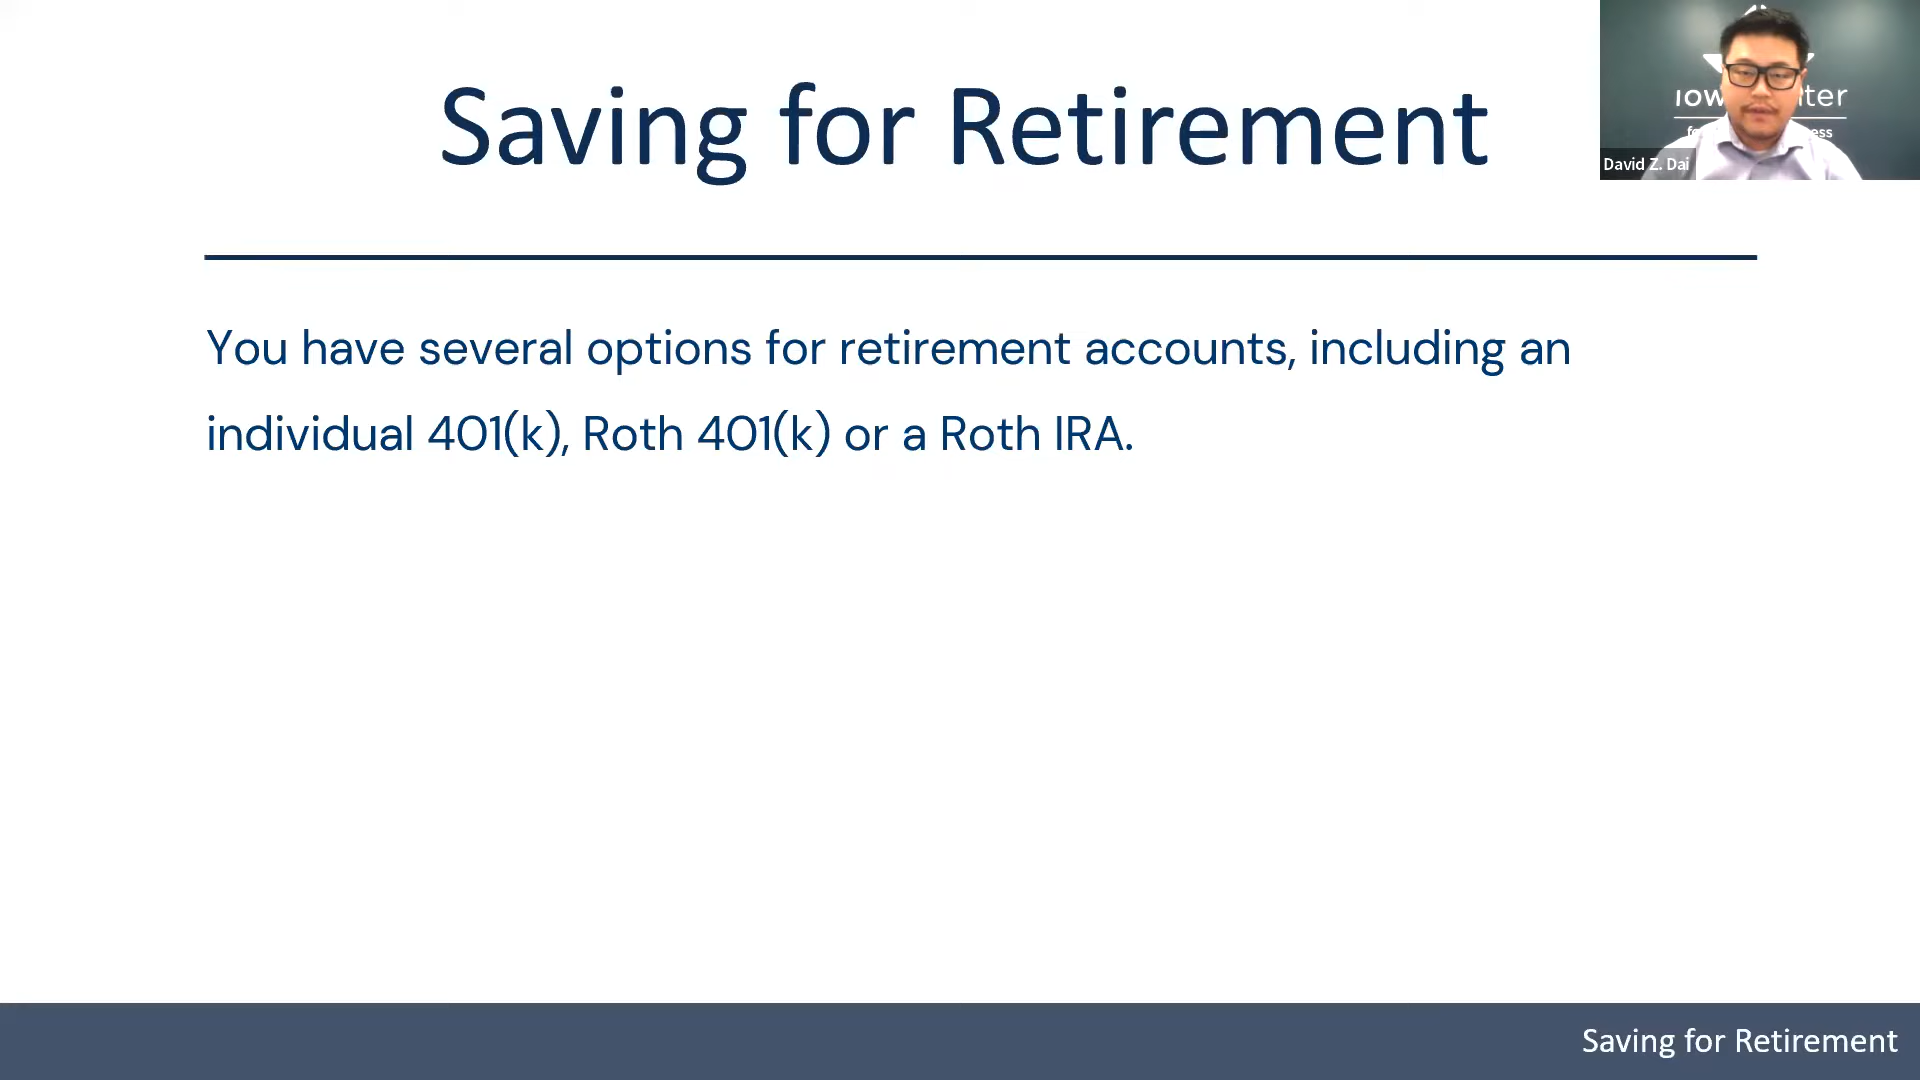 Saving for Retirement
David Z. Dai
You have several options for retirement accounts, including an
individual 401(k), Roth 401(k) or a Roth IRA.
Saving for Retirement